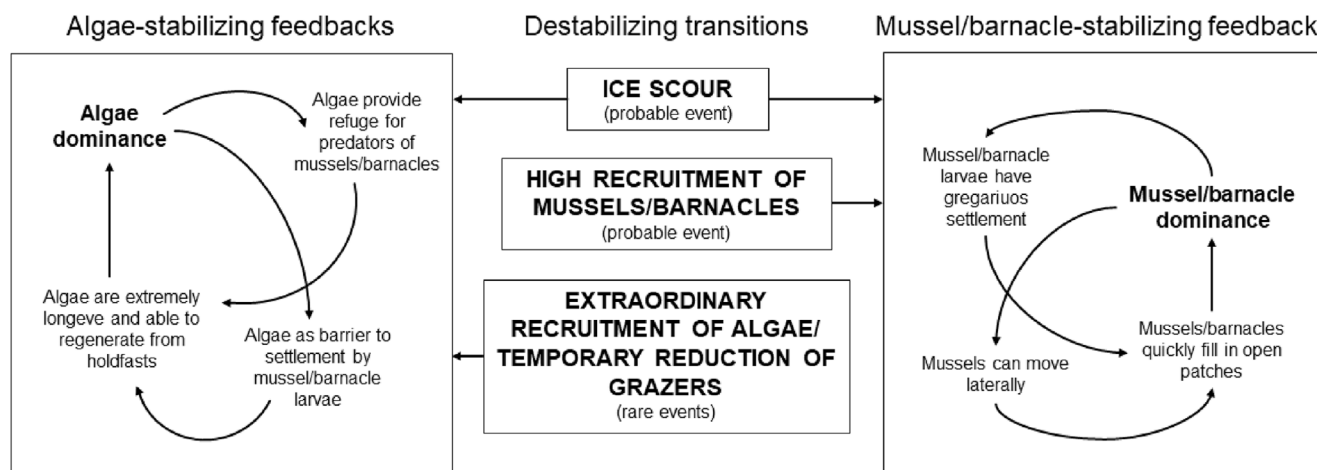 Algae-stabilizing feedbacks
Destabilizing transitions
Mussel/barnacle-stabilizing feedback
Algae
dominance
Algae provide
refuge for
predators of
mussels/barnacles
Algae are extremely
longeve and able to
regenerate from
holdfasts
Algae as barrier to
settlement by
mussel/barnacle
larvae
ICE SCOUR
(probable event)
HIGH RECRUITMENT OF
MUSSELS/BARNACLES
(probable event)
EXTRAORDINARY
RECRUITMENT OF ALGAE/
TEMPORARY REDUCTION OF
GRAZERS
(rare events)
Mussel/barnacle
larvae have
gregariuos
settlement
Mussel/barnacle
dominance
Mussels can move
laterally
Mussels/barnacles
quickly fill in open
patches